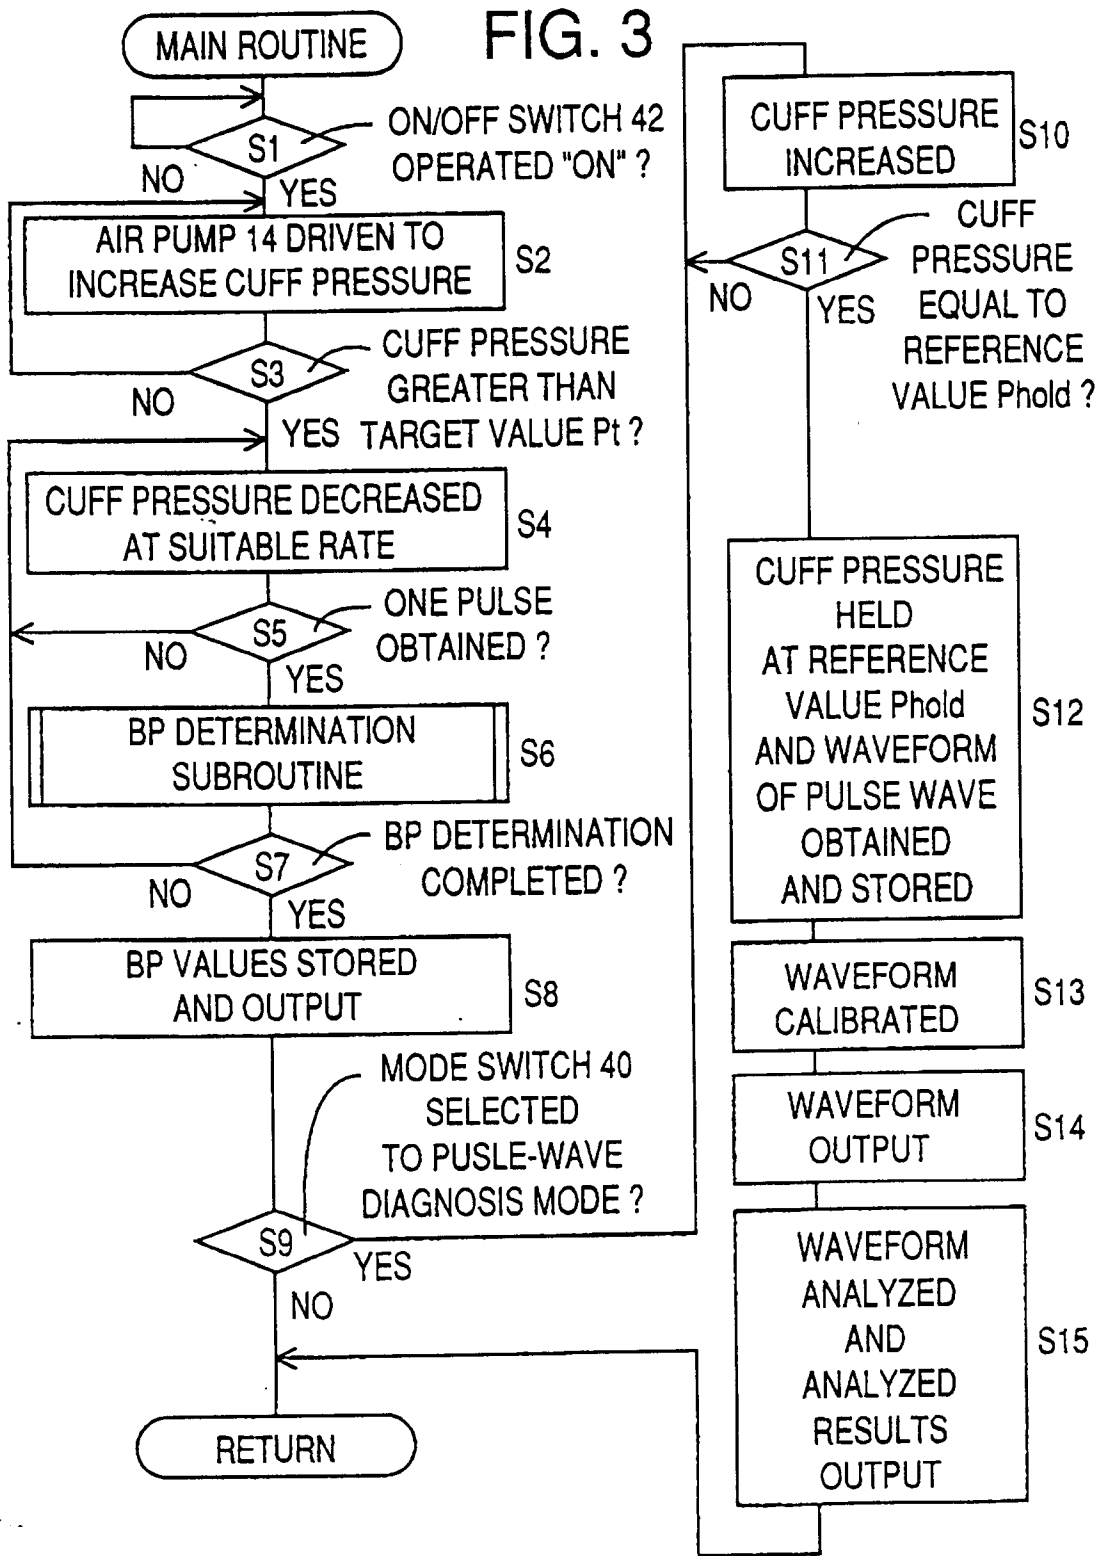 FIG. 3
MAIN ROUTINE
S1
ON/OFF SWITCH 42
OPERATED "ON" ?
NO
YES
AIR PUMP 14 DRIVEN TO
INCREASE CUFF PRESSURE
S2
S3
CUFF PRESSURE
GREATER THAN
TARGET VALUE Pt ?
NO
YES
CUFF PRESSURE DECREASED
AT SUITABLE RATE
S4
S5
ONE PULSE
OBTAINED ?
NO
YES
BP DETERMINATION
SUBROUTINE
S6
S7
BP DETERMINATION
COMPLETED ?
NO
YES
BP VALUES STORED
AND OUTPUT
S8
MODE SWITCH 40
SELECTED
TO PUSLE-WAVE
DIAGNOSIS MODE ?
S9
YES
NO
RETURN
CUFF PRESSURE
INCREASED
S10
S11
CUFF
PRESSURE
EQUAL TO
REFERENCE
VALUE Phold ?
NO
YES
CUFF PRESSURE
HELD
AT REFERENCE
VALUE Phold
AND WAVEFORM
OF PULSE WAVE
OBTAINED
AND STORED
S12
WAVEFORM
CALIBRATED
S13
WAVEFORM
OUTPUT
S14
WAVEFORM
ANALYZED
AND
ANALYZED
RESULTS
OUTPUT
S15